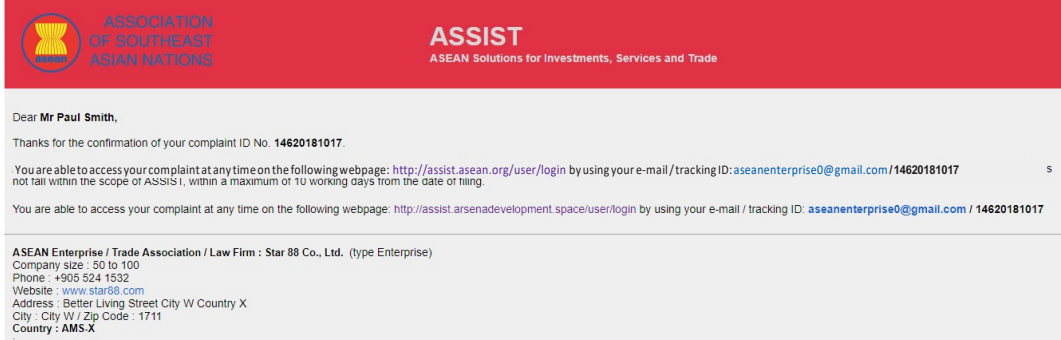 ASSOCIATION
OF SOUTHEAST
ASIAN NATIONS
asean
ASSIST
ASEAN Solutions for Investments, Services and Trade
Dear Mr Paul Smith,
Thanks for the confirmation of your complaint ID No. 14620181017.
You are able to access your complaint at any time on the following webpage: http://assist.asean.org/user/login by using your e-mail / tracking ID: aseanenterprise0@gmail.com / 14620181017 s
not fall within the scope of ASSIST, within a maximum of 10 working days from the date of filing.
You are able to access your complaint at any time on the following webpage: http://assist.arsenadevelopment.space/user/login by using your e-mail / tracking ID: aseanenterprise0@gmail.com / 14620181017
ASEAN Enterprise / Trade Association / Law Firm : Star 88 Co., Ltd. (type Enterprise)
Company size : 50 to 100
Phone : +905 524 1532
Website : www.star88.com
Address : Better Living Street City W Country X
City : City W / Zip Code : 1711
Country : AMS-X